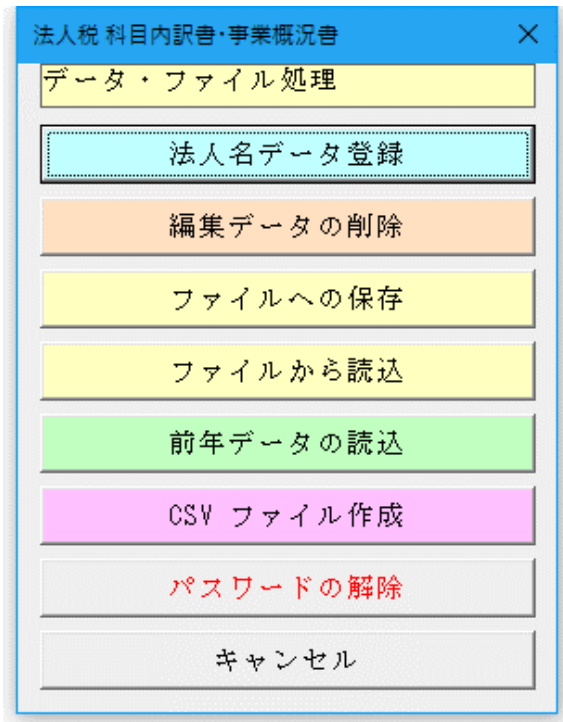 法人税 科目内訳書・事業概況書
データ・ファイル処理
法人名データ登録
編集データの削除
ファイルへの保存
ファイルから読込
前年データの読込
CSV ファイル作成
パスワードの解除
キャンセル